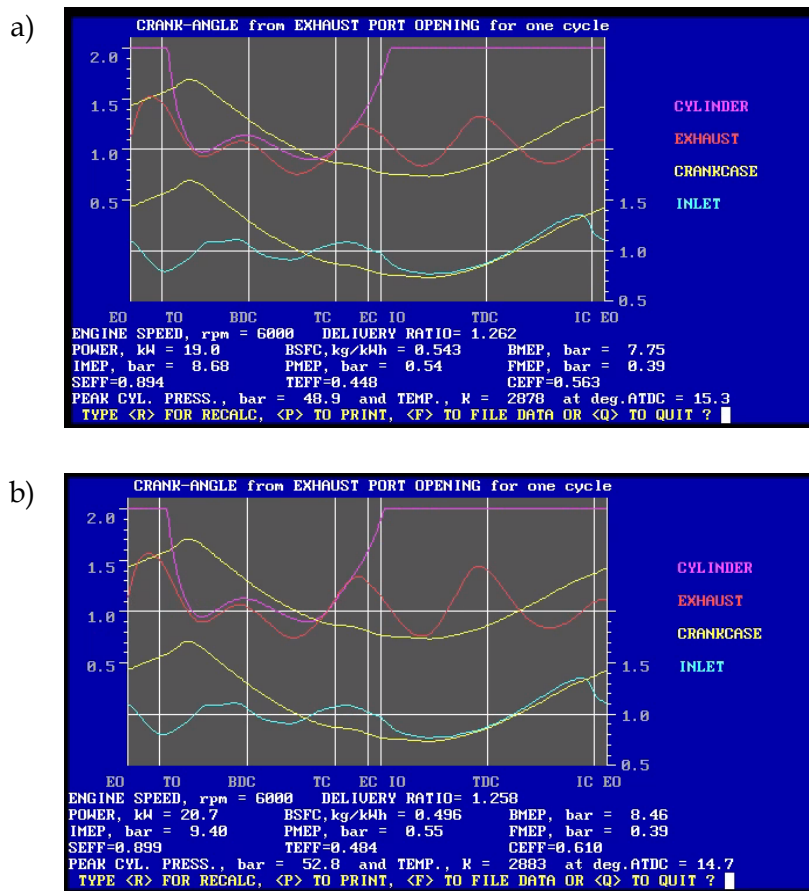 a)
CRANK-ANGLE from EXHAUST PORT OPENING for one cycle
2.0
1.5
1.0
0.5
1.5
1.0
0.5
CYLINDER
EXHAUST
CRANKCASE
INLET
EO TO BDC TC EC IO TDC IC EO
ENGINE SPEED, rpm = 6000 DELIVERY RATIO= 1.262
POWER, kW = 19.0 BSFC,kg/kWh = 0.543 BMEP, bar = 7.75
IMEP, bar = 8.68 PMEP, bar = 0.54 FMEP, bar = 0.39
SEFF=0.894 TEFF=0.448 CEFF=0.563
PEAK CYL. PRESS., bar = 48.9 and TEMP., K = 2878 at deg.ATDC = 15.3
TYPE <R> FOR RECALC, <P> TO PRINT, <F> TO FILE DATA OR <Q> TO QUIT ?
b)
CRANK-ANGLE from EXHAUST PORT OPENING for one cycle
2.0
1.5
1.0
0.5
1.5
1.0
0.5
CYLINDER
EXHAUST
CRANKCASE
INLET
EO TO BDC TC EC IO TDC IC EO
ENGINE SPEED, rpm = 6000 DELIVERY RATIO= 1.258
POWER, kW = 20.7 BSFC,kg/kWh = 0.496 BMEP, bar = 8.46
IMEP, bar = 9.40 PMEP, bar = 0.55 FMEP, bar = 0.39
SEFF=0.899 TEFF=0.484 CEFF=0.610
PEAK CYL. PRESS., bar = 52.8 and TEMP., K = 2883 at deg.ATDC = 14.7
TYPE <R> FOR RECALC, <P> TO PRINT, <F> TO FILE DATA OR <Q> TO QUIT ?